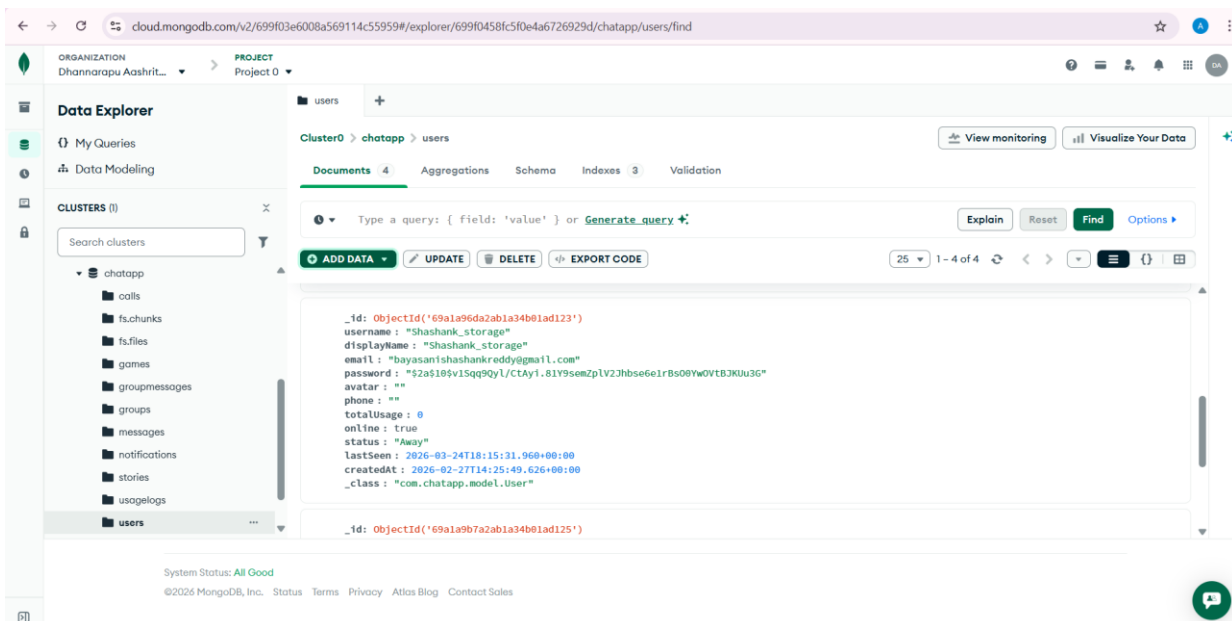 cloud.mongodb.com/v2/699f03e6008a569114c55959#/explorer/699f0458fc5f0e4a6726929d/chatapp/users/find
A
ORGANIZATION
Dhannarapu Aashrit...
PROJECT
Project 0
DA
Data Explorer
My Queries
Data Modeling
CLUSTERS (1)
Search clusters
chatapp
calls
fs.chunks
fs.files
games
groupmessages
groups
messages
notifications
stories
usagelogs
users
users
Cluster0 > chatapp > users
View monitoring
Visualize Your Data
Documents 4 Aggregations Schema Indexes 3 Validation
Type a query: { field: 'value' } or Generate query
Explain Reset Find Options
ADD DATA UPDATE DELETE EXPORT CODE
25 1 – 4 of 4
_id: ObjectId('69a1a96da2ab1a34b01ad123')
username : "Shashank_storage"
displayName : "Shashank_storage"
email : "bayasanishashankreddy@gmail.com"
password : "$2a$10$v1Sqq9Qyl/CtAyi.81Y9semZplV2Jhbse6e1rBsO0YwOVtBJKUu3G"
avatar : ""
phone : ""
totalUsage : 0
online : true
status : "Away"
lastSeen : 2026-03-24T18:15:31.960+00:00
createdAt : 2026-02-27T14:25:49.626+00:00
_class : "com.chatapp.model.User"
_id: ObjectId('69a1a9b7a2ab1a34b01ad125')
System Status: All Good
©2026 MongoDB, Inc. Status Terms Privacy Atlas Blog Contact Sales